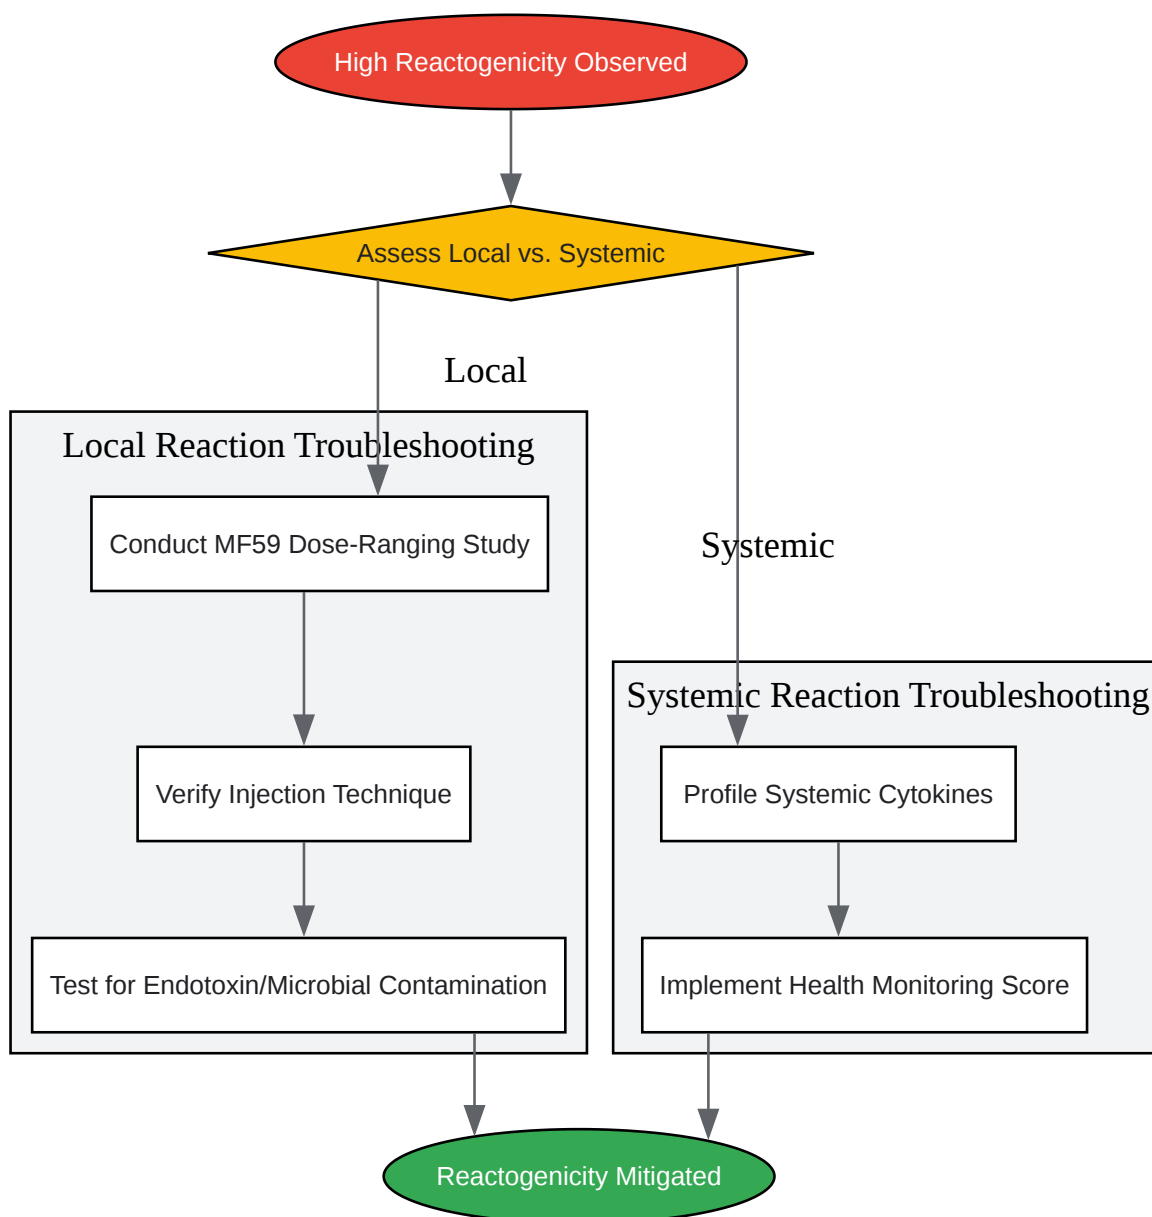 High Reactogenicity Observed
Assess Local vs. Systemic
Local
Local Reaction Troubleshooting
Conduct MF59 Dose-Ranging Study
Verify Injection Technique
Test for Endotoxin/Microbial Contamination
Systemic
Systemic Reaction Troubleshooting
Profile Systemic Cytokines
Implement Health Monitoring Score
Reactogenicity Mitigated